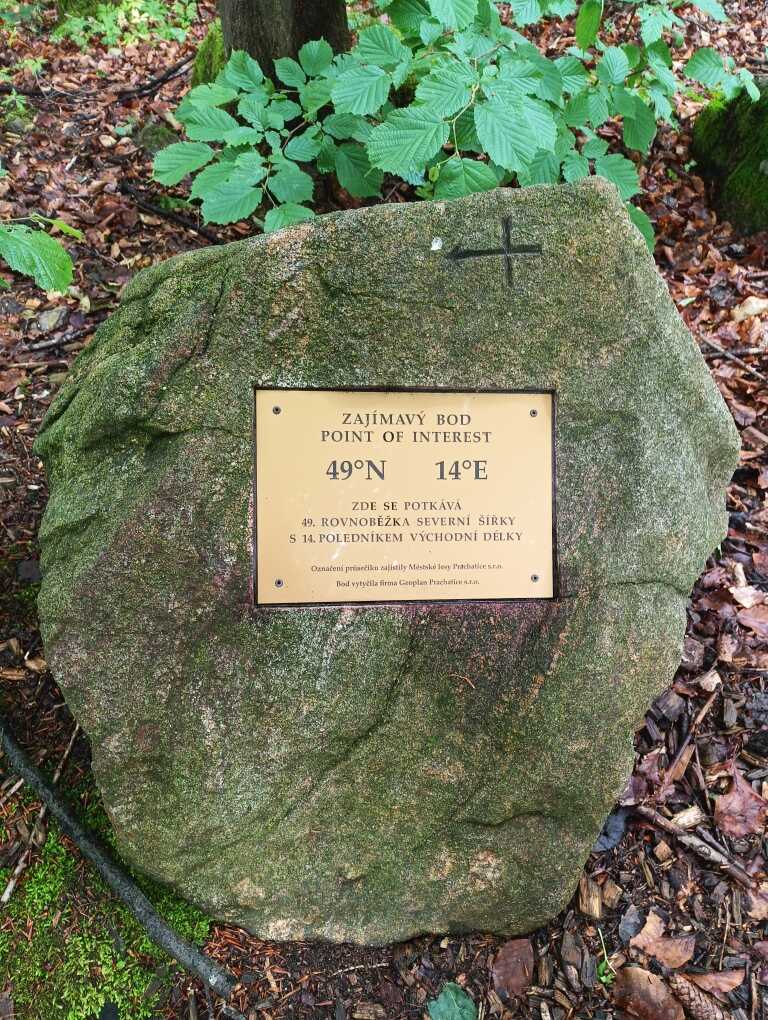 ZAJÍMAVÝ BOD
POINT OF INTEREST
49°N 14°E
ZDE SE POTKÁVÁ
49. ROVNOBĚŽKA SEVERNÍ ŠÍŘKY
S 14. POLEDNÍKEM VÝCHODNÍ DÉLKY
Označení průsečíku zajistily Městské lesy Prachatice s.r.o.
Bod vytyčila firma Geoplan Prachatice s.r.o.